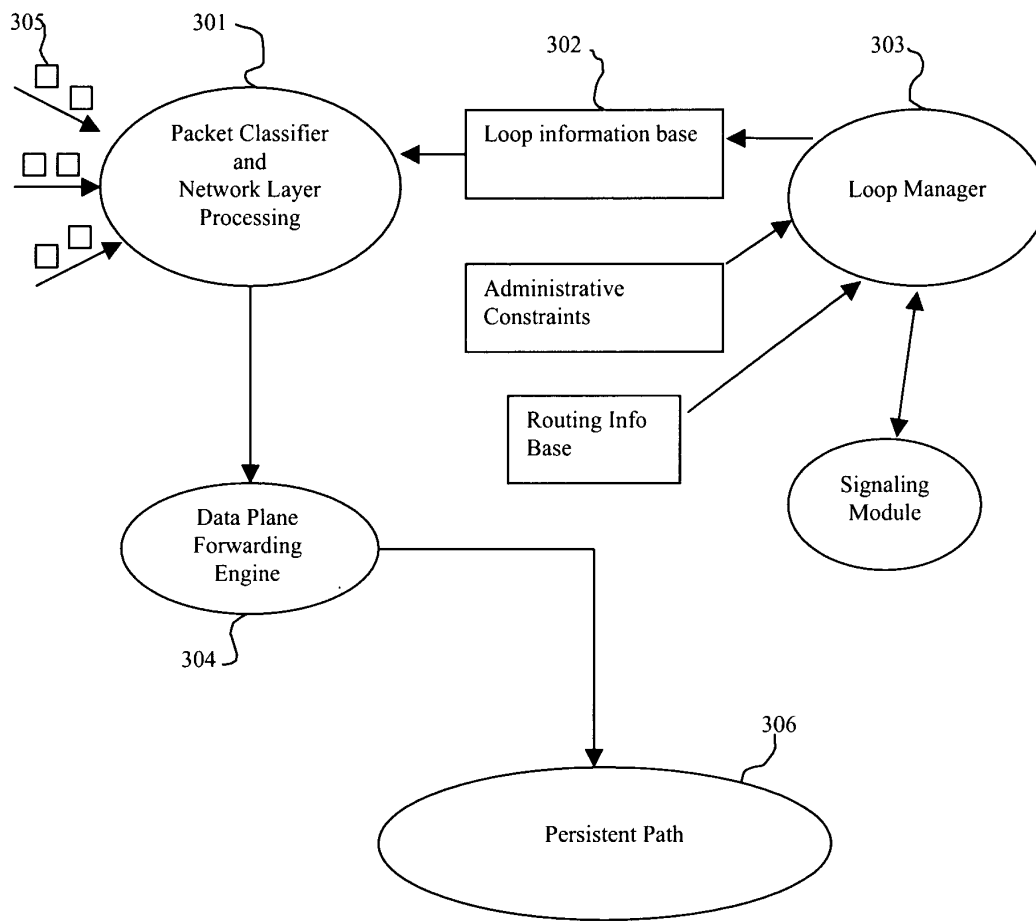 305
301
302
303
Packet Classifier
and
Network Layer
Processing
Loop information base
Loop Manager
Administrative
Constraints
Routing Info
Base
Signaling
Module
Data Plane
Forwarding
Engine
304
306
Persistent Path